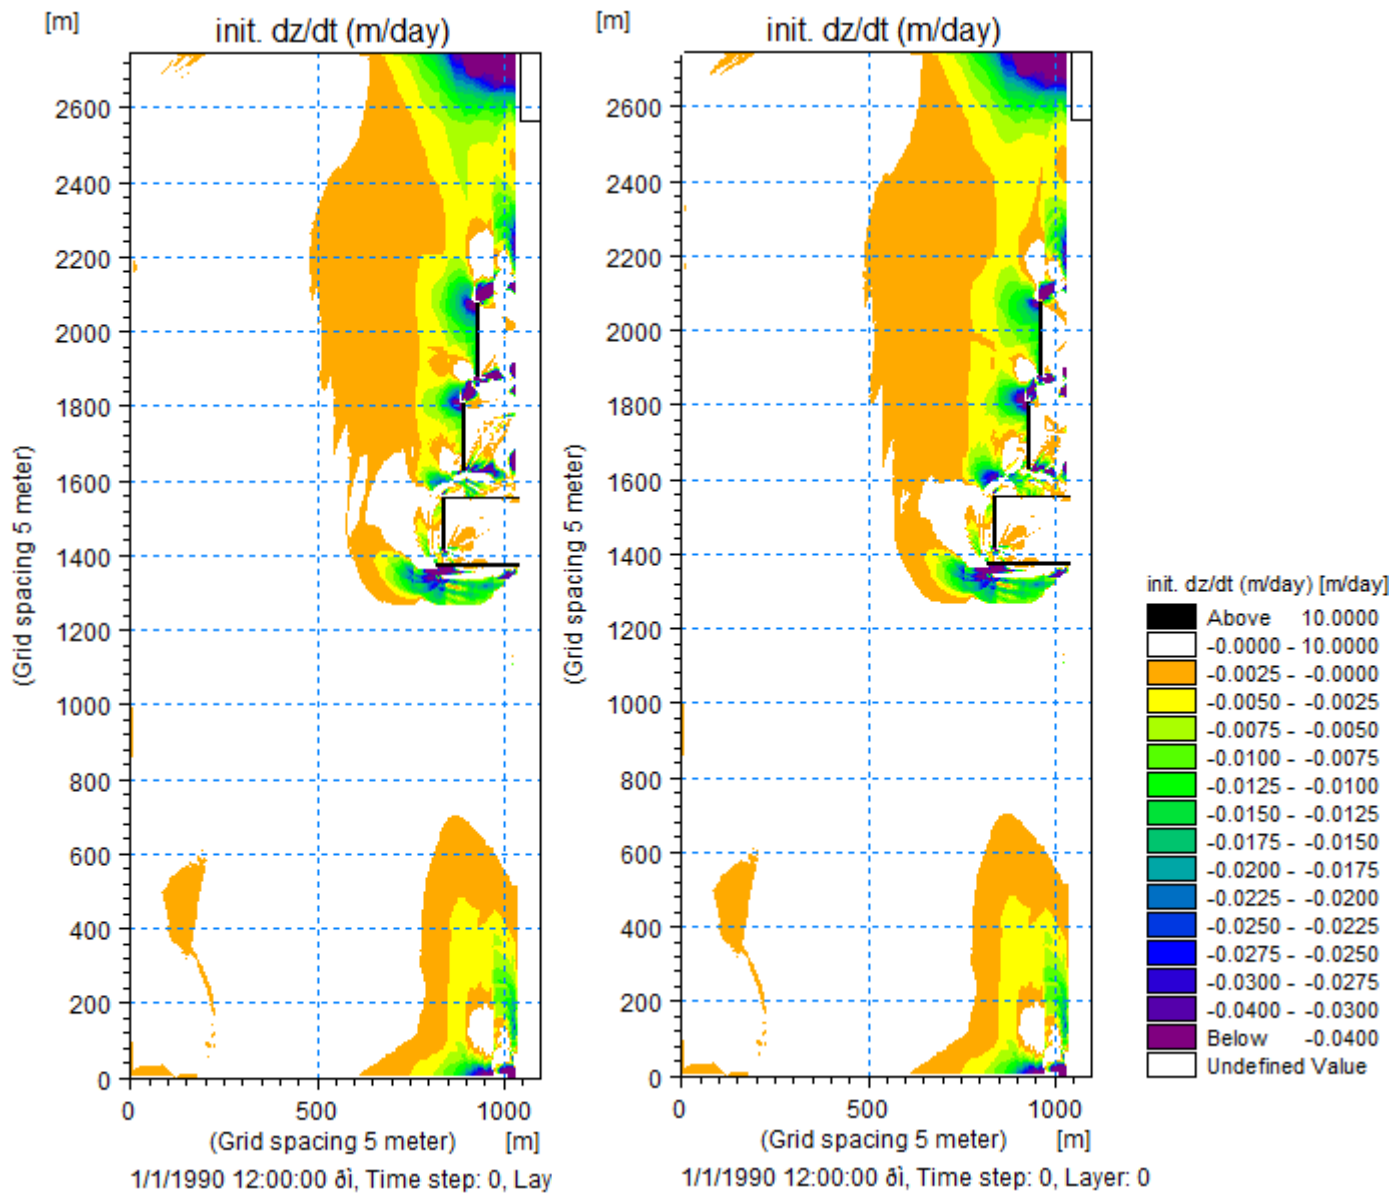 [m]
init. dz/dt (m/day)
2600
2400
2200
2000
1800
1600
1400
1200
1000
800
600
400
200
0
(Grid spacing 5 meter)
0 500 1000
(Grid spacing 5 meter) [m]
1/1/1990 12:00:00 ðì, Time step: 0, Lay
[m]
init. dz/dt (m/day)
2600
2400
2200
2000
1800
1600
1400
1200
1000
800
600
400
200
0
(Grid spacing 5 meter)
0 500 1000
(Grid spacing 5 meter) [m]
1/1/1990 12:00:00 ðì, Time step: 0, Layer: 0
init. dz/dt (m/day) [m/day]
Above 10.0000
-0.0000 - 10.0000
-0.0025 - -0.0000
-0.0050 - -0.0025
-0.0075 - -0.0050
-0.0100 - -0.0075
-0.0125 - -0.0100
-0.0150 - -0.0125
-0.0175 - -0.0150
-0.0200 - -0.0175
-0.0225 - -0.0200
-0.0250 - -0.0225
-0.0275 - -0.0250
-0.0300 - -0.0275
-0.0400 - -0.0300
Below -0.0400
Undefined Value